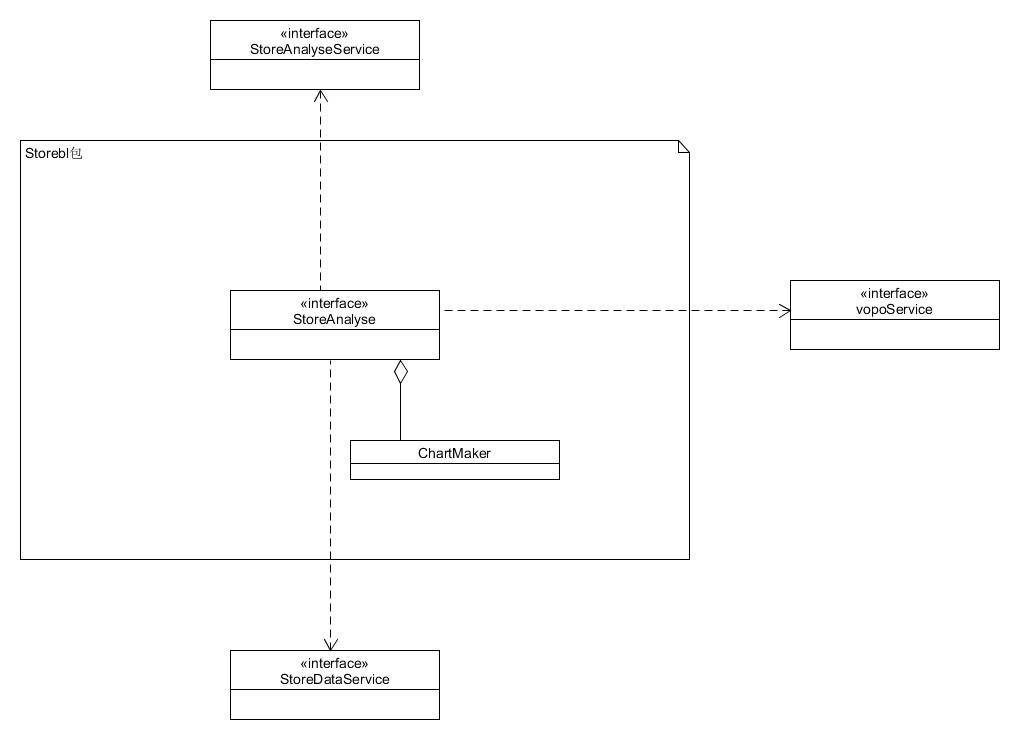 «interface»
StoreAnalyseService
Storebl包
«interface»
StoreAnalyse
«interface»
vopoService
ChartMaker
«interface»
StoreDataService